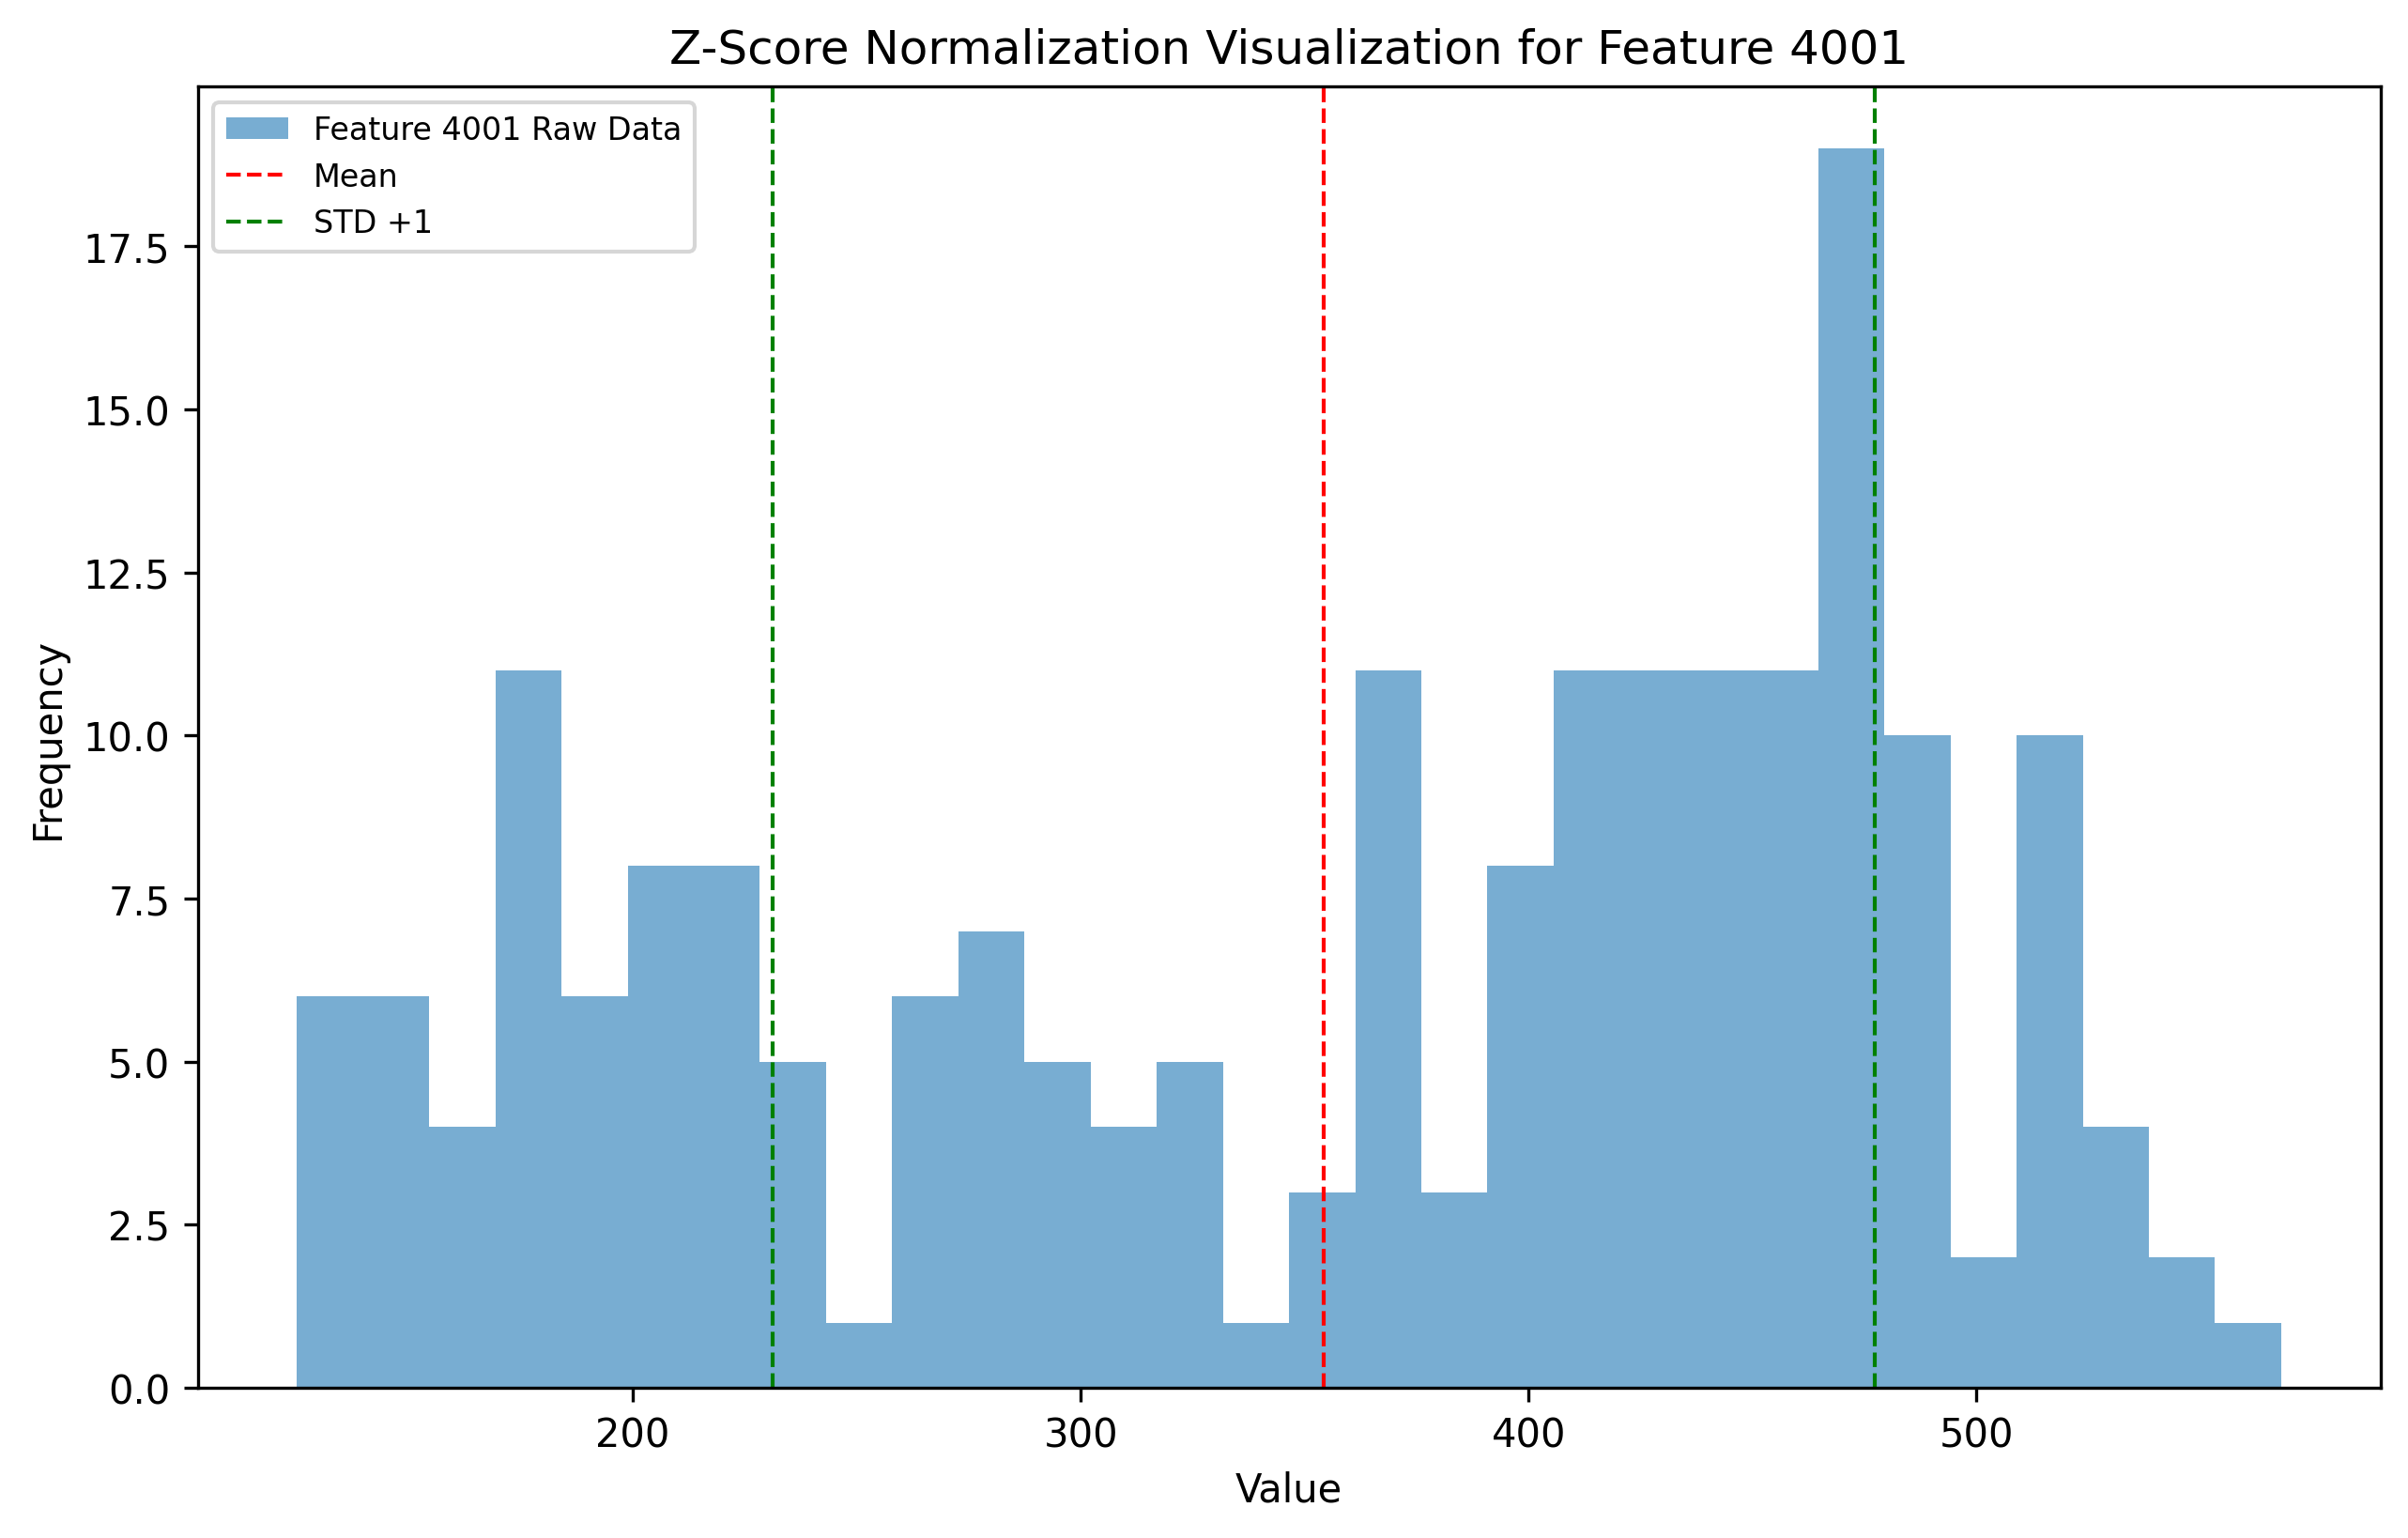 Z-Score Normalization Visualization for Feature 4001
Feature 4001 Raw Data
Mean
STD +1
17.5
15.0
12.5
10.0
7.5
5.0
2.5
0.0
Frequency
200 300 400 500
Value